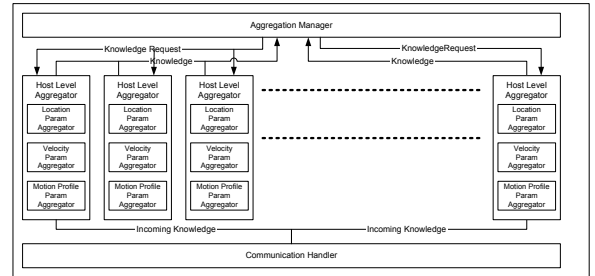 Aggregation Manager
Knowledge Request
KnowledgeRequest
Knowledge
Knowledge
Host Level
Aggregator
Location
Param
Aggregator
Velocity
Param
Aggregator
Motion Profile
Param
Aggregator
Host Level
Aggregator
Location
Param
Aggregator
Velocity
Param
Aggregator
Motion Profile
Param
Aggregator
Host Level
Aggregator
Location
Param
Aggregator
Velocity
Param
Aggregator
Motion Profile
Param
Aggregator
Host Level
Aggregator
Location
Param
Aggregator
Velocity
Param
Aggregator
Motion Profile
Param
Aggregator
Incoming Knowledge
Incoming Knowledge
Communication Handler